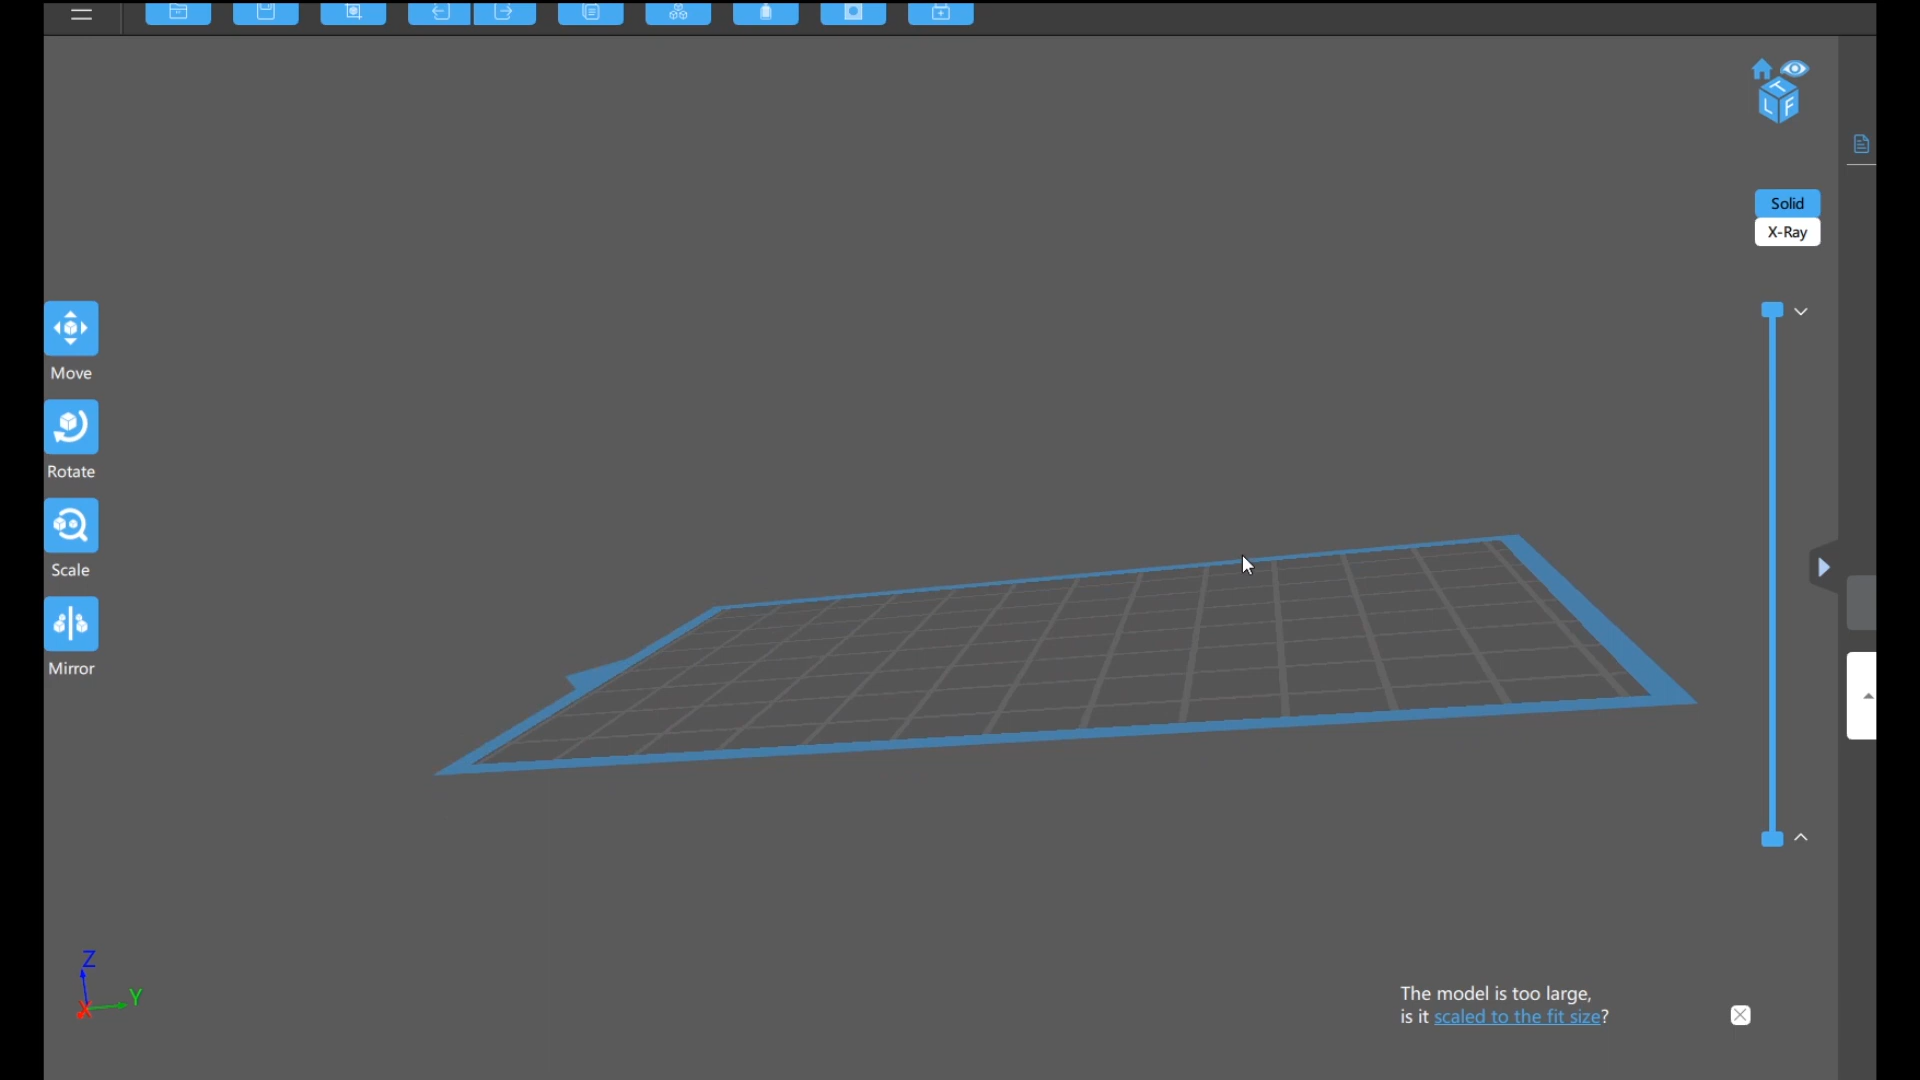 T
L F
Solid
X-Ray
Move
Rotate
Scale
Mirror
Z
Y
X
The model is too large,
is it scaled to the fit size?